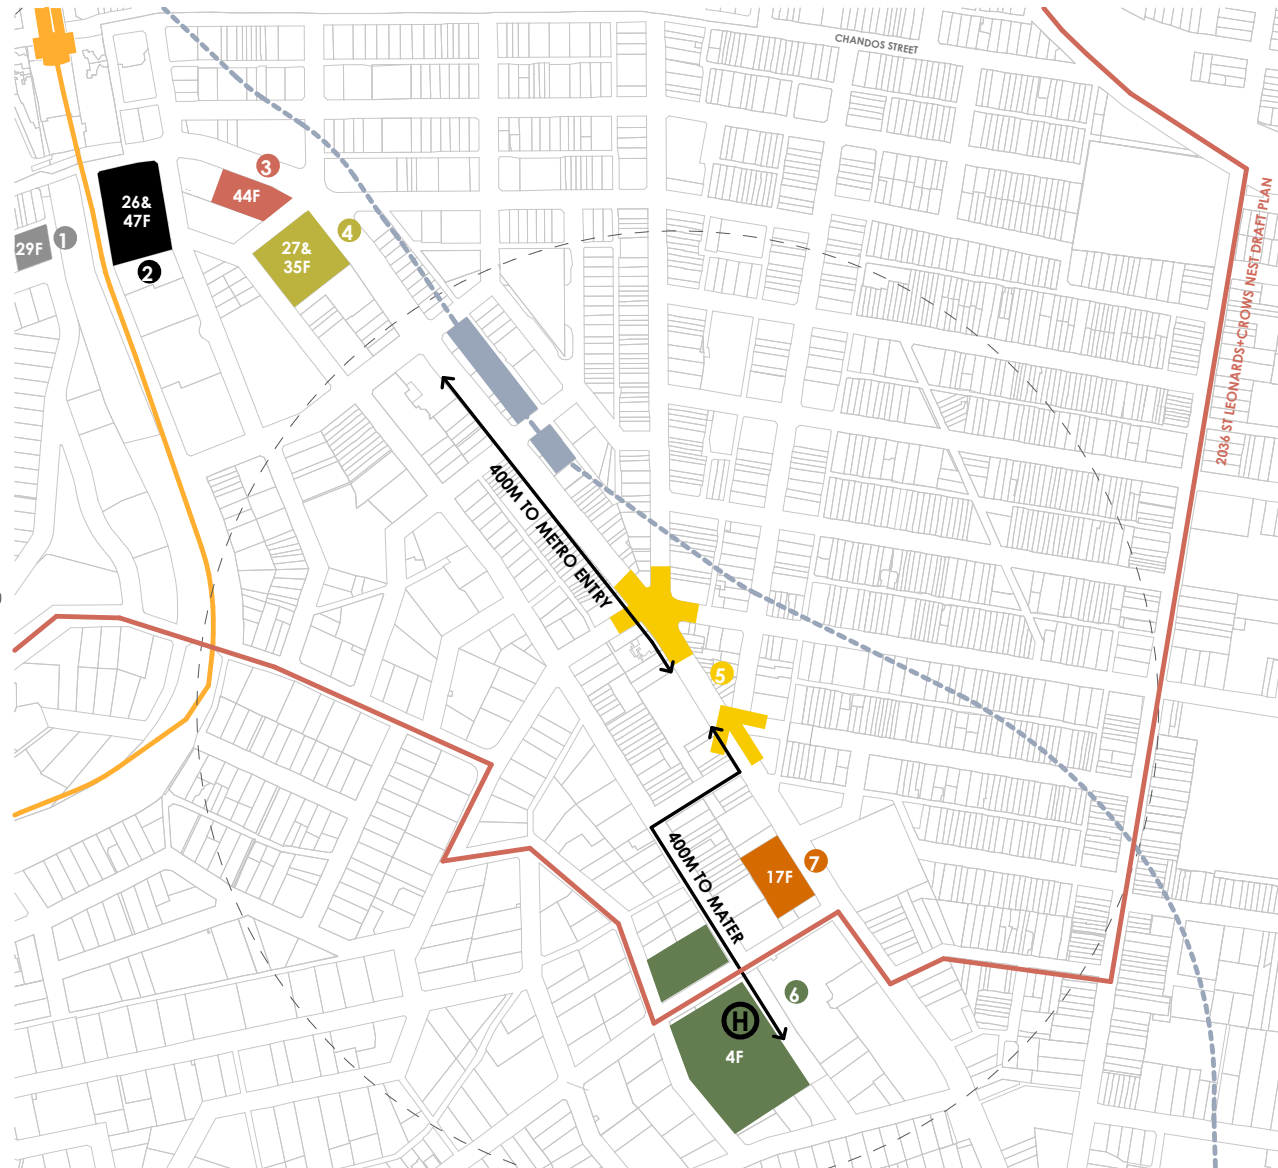 CHANDOS STREET
3
26&
47F
44F
2036 ST LEONARDS+CROWS NEST DRAFT PLAN
29F
1
4
27&
35F
2
400M TO METRO ENTRY
5
400M TO MATER
7
17F
6
H
4F